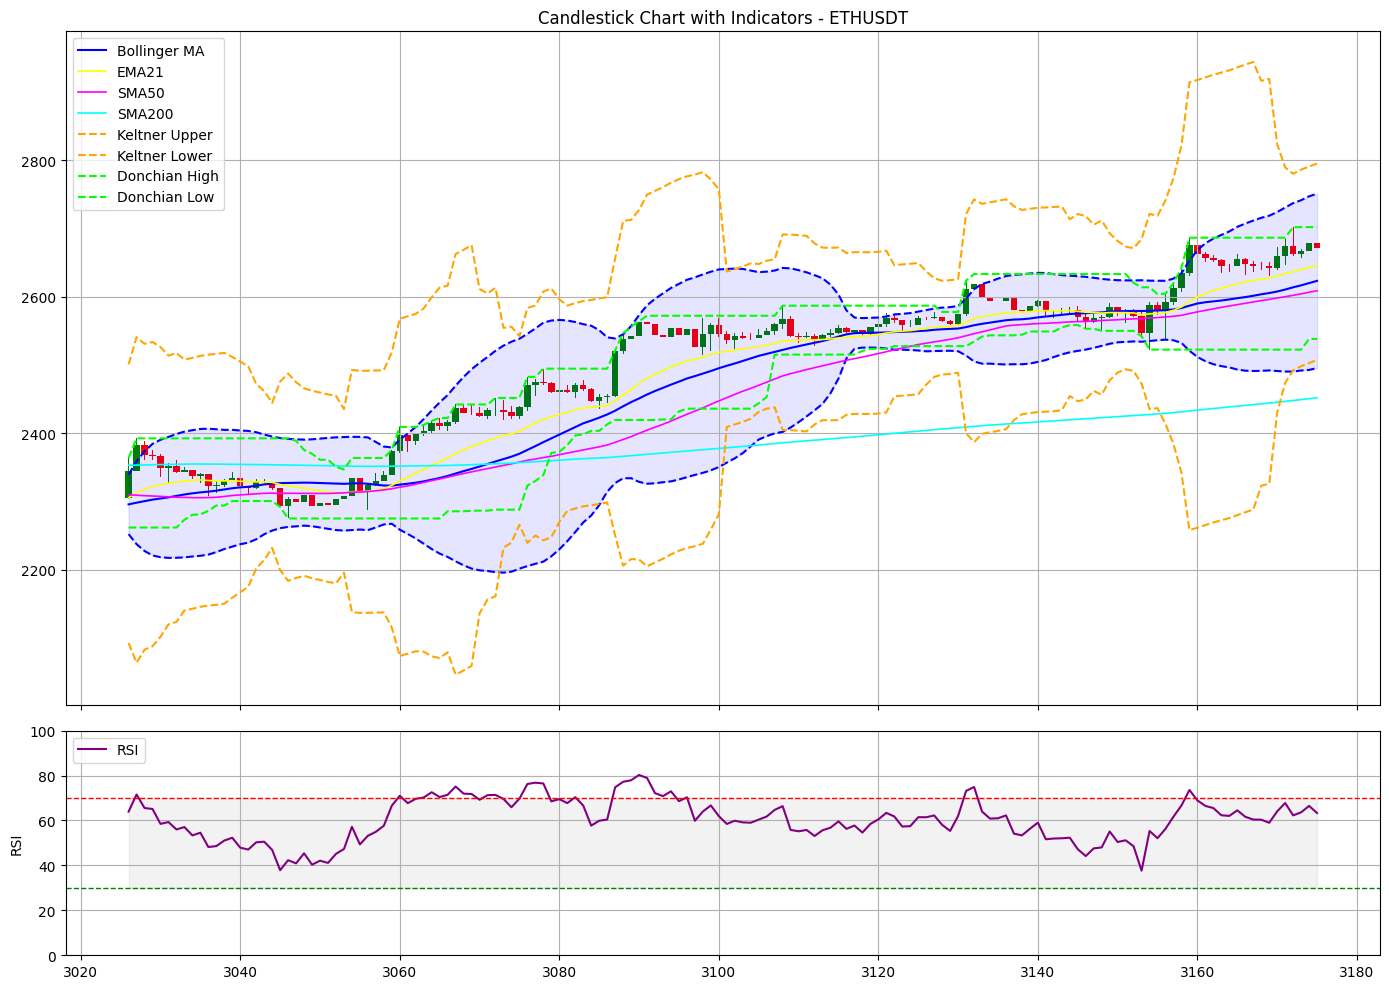 Candlestick Chart with Indicators - ETHUSDT
Bollinger MA
EMA21
SMA50
SMA200
Keltner Upper
Keltner Lower
Donchian High
Donchian Low
2800
2600
2400
2200
RSI
100
80
60
40
20
0
RSI
3020 3040 3060 3080 3100 3120 3140 3160 3180